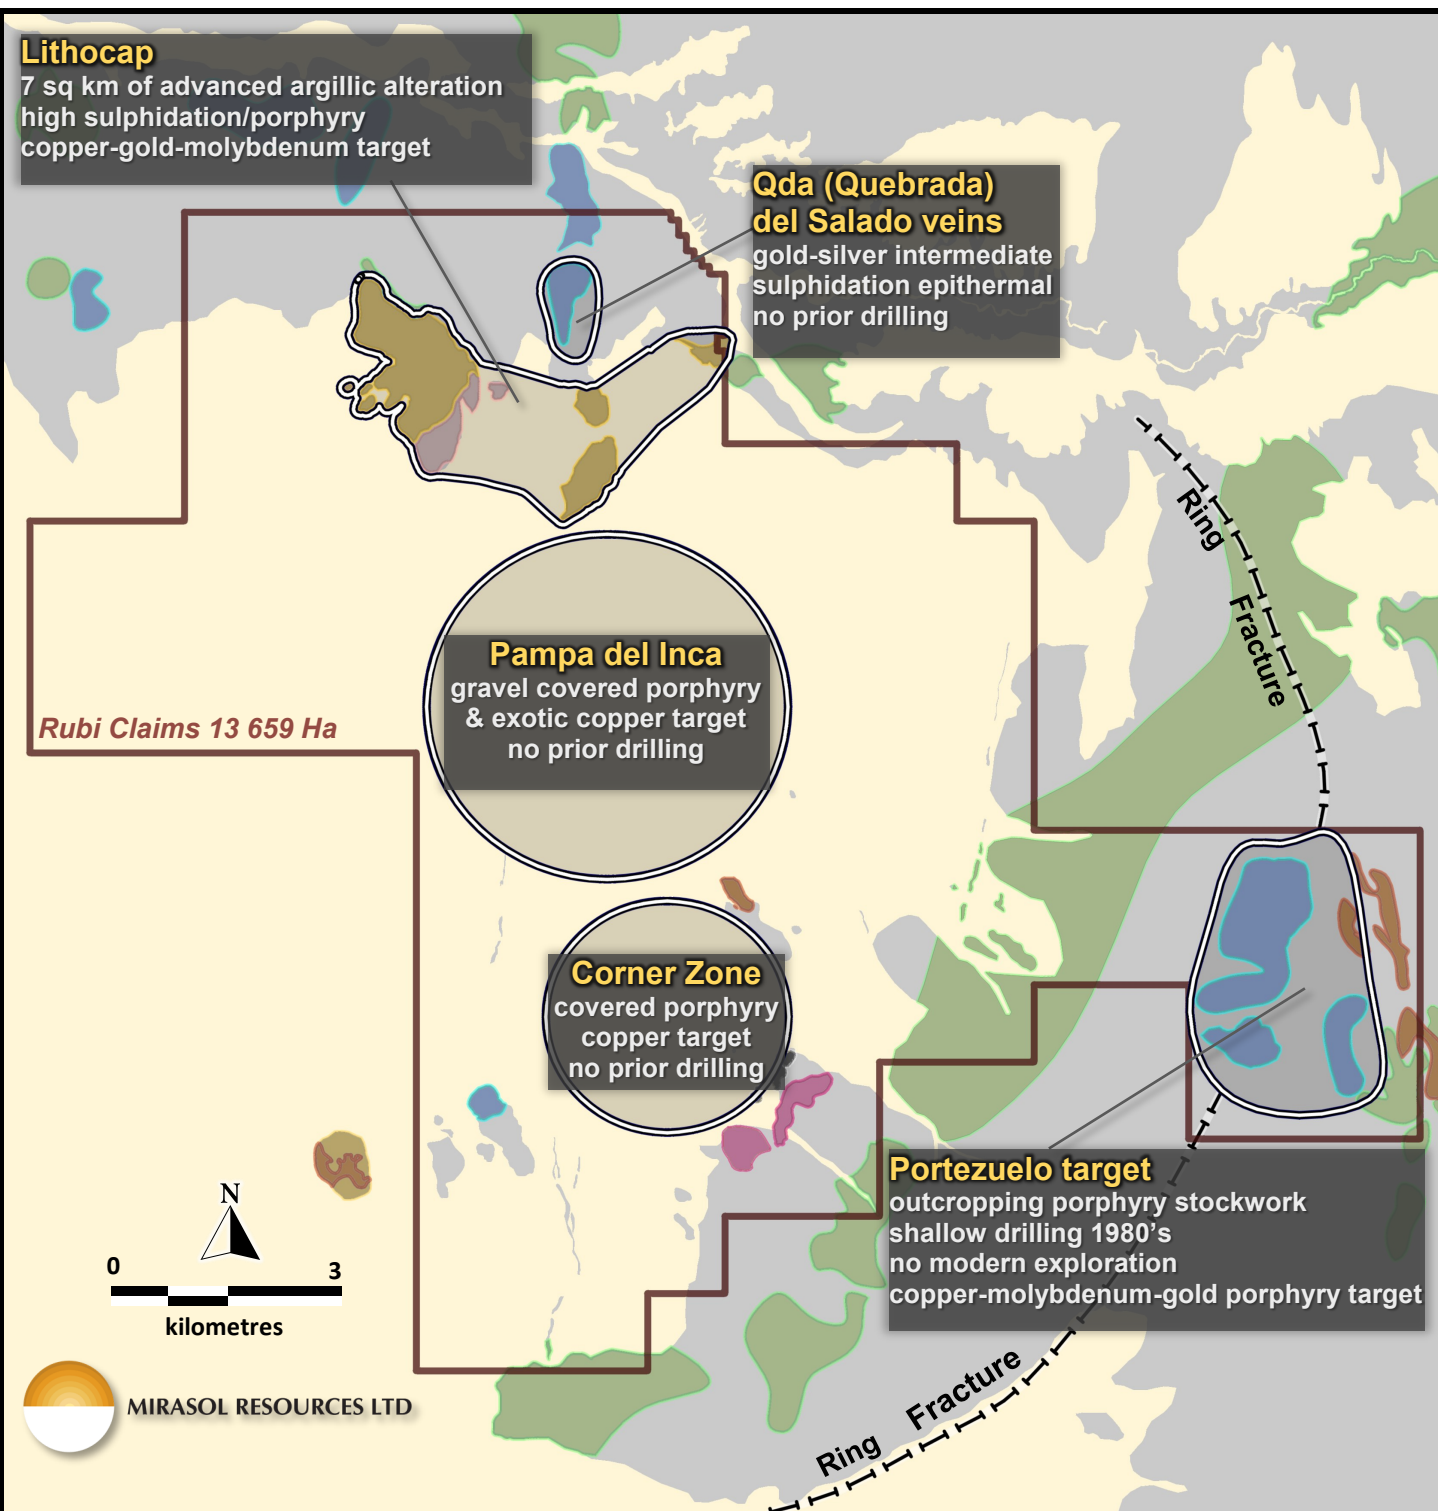 Lithocap
7 sq km of advanced argillic alteration
high sulphidation/porphyry
copper-gold-molybdenum target
Qda (Quebrada)
del Salado veins
gold-silver intermediate
sulphidation epithermal
no prior drilling
Ring
Fracture
Pampa del Inca
gravel covered porphyry
& exotic copper target
no prior drilling
Rubi Claims 13 659 Ha
Corner Zone
covered porphyry
copper target
no prior drilling
Portezuelo target
outcropping porphyry stockwork
shallow drilling 1980's
no modern exploration
copper-molybdenum-gold porphyry target
N
0 3
kilometres
MIRASOL RESOURCES LTD
Ring Fracture